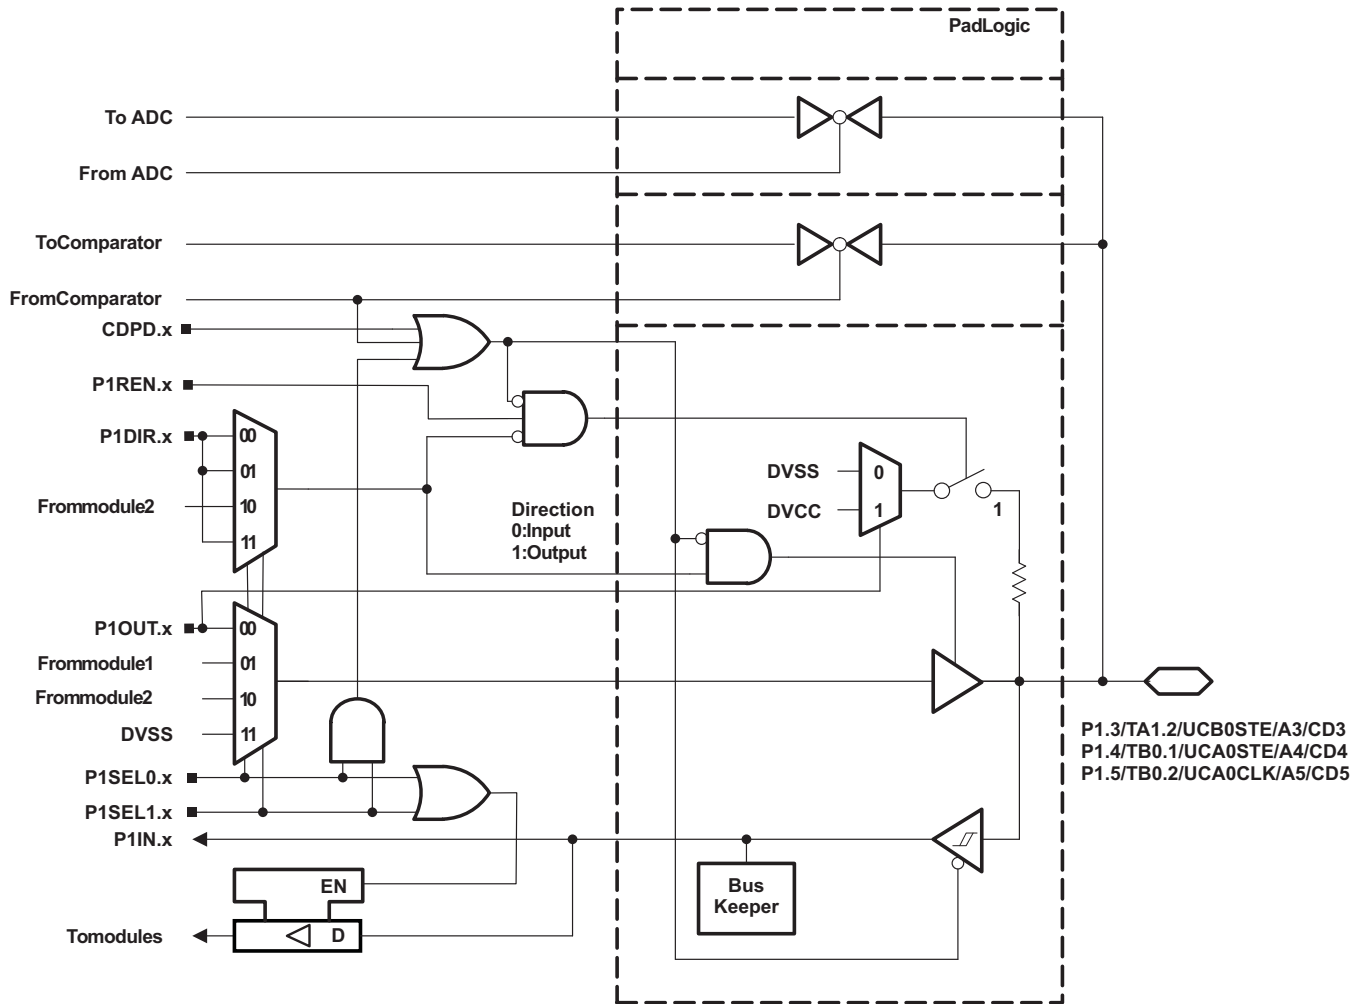 PadLogic
To ADC
From ADC
ToComparator
FromComparator
CDPD.x
P1REN.x
P1DIR.x
00
01
Frommodule2
10
11
Direction
0:Input
1:Output
DVSS
0
DVCC
1
1
P1OUT.x
00
Frommodule1
01
Frommodule2
10
DVSS
11
P1SEL0.x
P1SEL1.x
P1IN.x
P1.3/TA1.2/UCB0STE/A3/CD3
P1.4/TB0.1/UCA0STE/A4/CD4
P1.5/TB0.2/UCA0CLK/A5/CD5
Bus
Keeper
EN
D
Tomodules